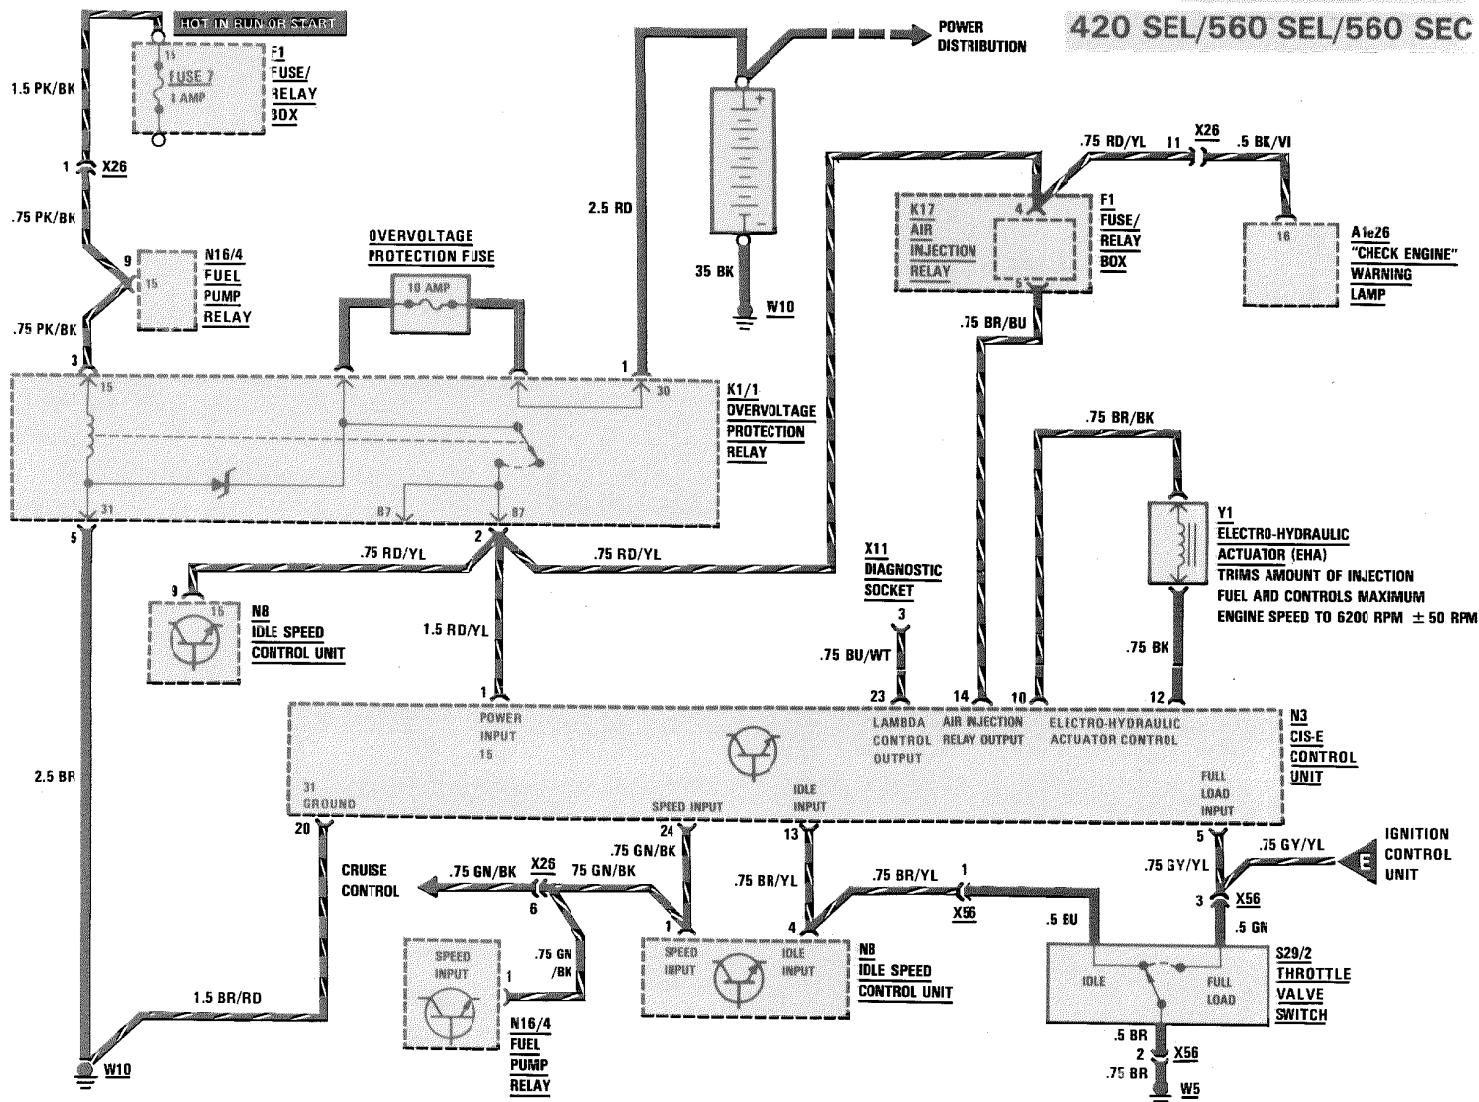 420 SEL/560 SEL/560 SEC
HOT IN RUN OR START
POWER
DISTRIBUTION
1.5 PK/BK
FUSE 7
AMP
F1
FUSE/
RELAY
BOX
1
X26
.75 PK/BK
9
15
N16/4
FUEL
PUMP
RELAY
.75 PK/BK
3
OVERVOLTAGE
PROTECTION FUSE
10 AMP
2.5 RD
1
+
−
35 BK
W10
.75 RD/YL
11
X26
.5 BK/VI
K17
AIR
INJECTION
RELAY
4
5
F1
FUSE/
RELAY
BOX
16
A1e26
"CHECK ENGINE"
WARNING
LAMP
.75 BR/BU
15
30
K1/1
OVERVOLTAGE
PROTECTION
RELAY
31
87
87
5
2
.75 RD/YL
.75 RD/YL
9
N8
IDLE SPEED
CONTROL UNIT
1.5 RD/YL
1
X11
DIAGNOSTIC
SOCKET
3
.75 BU/WT
23
14
10
12
.75 BR/BK
Y1
ELECTRO-HYDRAULIC
ACTUATOR (EHA)
TRIMS AMOUNT OF INJECTION
FUEL AND CONTROLS MAXIMUM
ENGINE SPEED TO 6200 RPM ± 50 RPM
.75 BK
POWER
INPUT
15
LAMBDA
CONTROL
OUTPUT
AIR INJECTION
RELAY OUTPUT
ELECTRO-HYDRAULIC
ACTUATOR CONTROL
N3
CIS-E
CONTROL
UNIT
2.5 BR
31
GROUND
SPEED INPUT
IDLE
INPUT
FULL
LOAD
INPUT
20
24
13
5
.75 GN/BK
.75 GY/YL
.75 GY/YL
E
IGNITION
CONTROL
UNIT
CRUISE
CONTROL
.75 GN/BK
X26
75 GN/BK
6
.75 BR/YL
.75 BR/YL
1
X56
3
X56
.5 BU
.5 GN
SPEED
INPUT
.75 GN
/BK
1
N16/4
FUEL
PUMP
RELAY
1
4
SPEED
INPUT
IDLE
INPUT
N8
IDLE SPEED
CONTROL UNIT
IDLE
FULL
LOAD
S29/2
THROTTLE
VALVE
SWITCH
1.5 BR/RD
W10
.5 BR
2
X56
.75 BR
W5